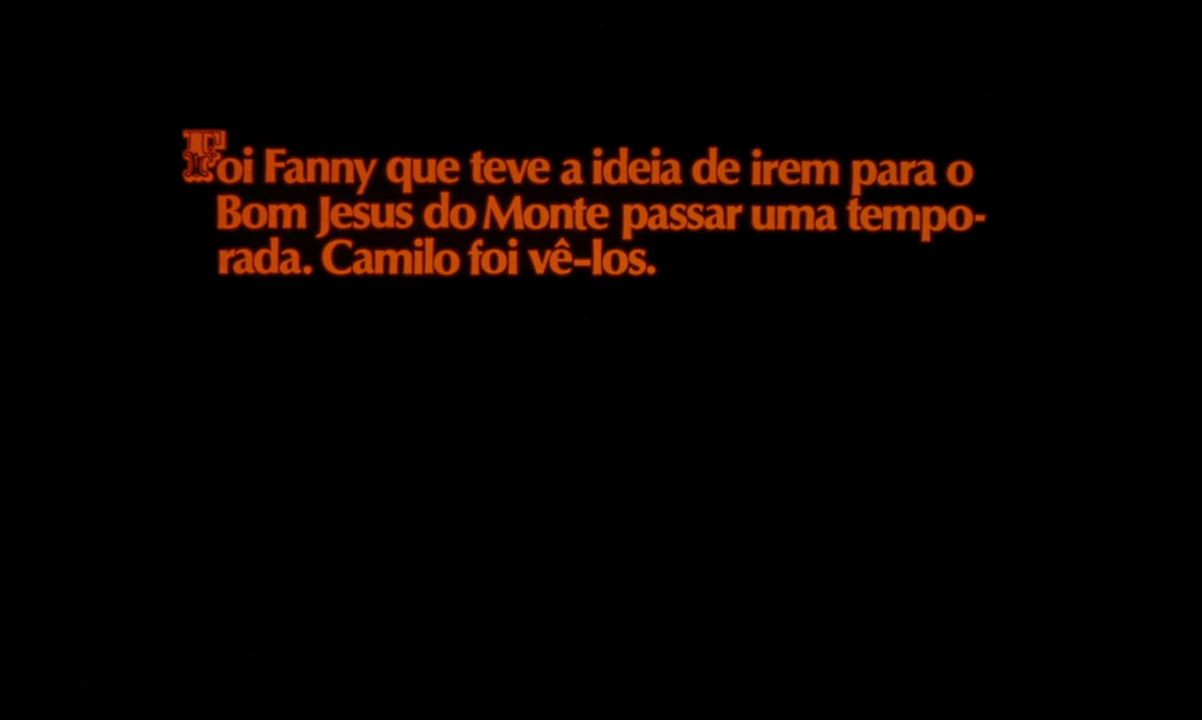 Foi Fanny que teve a ideia de irem para o
Bom Jesus do Monte passar uma tempo-
rada. Camilo foi vê-los.